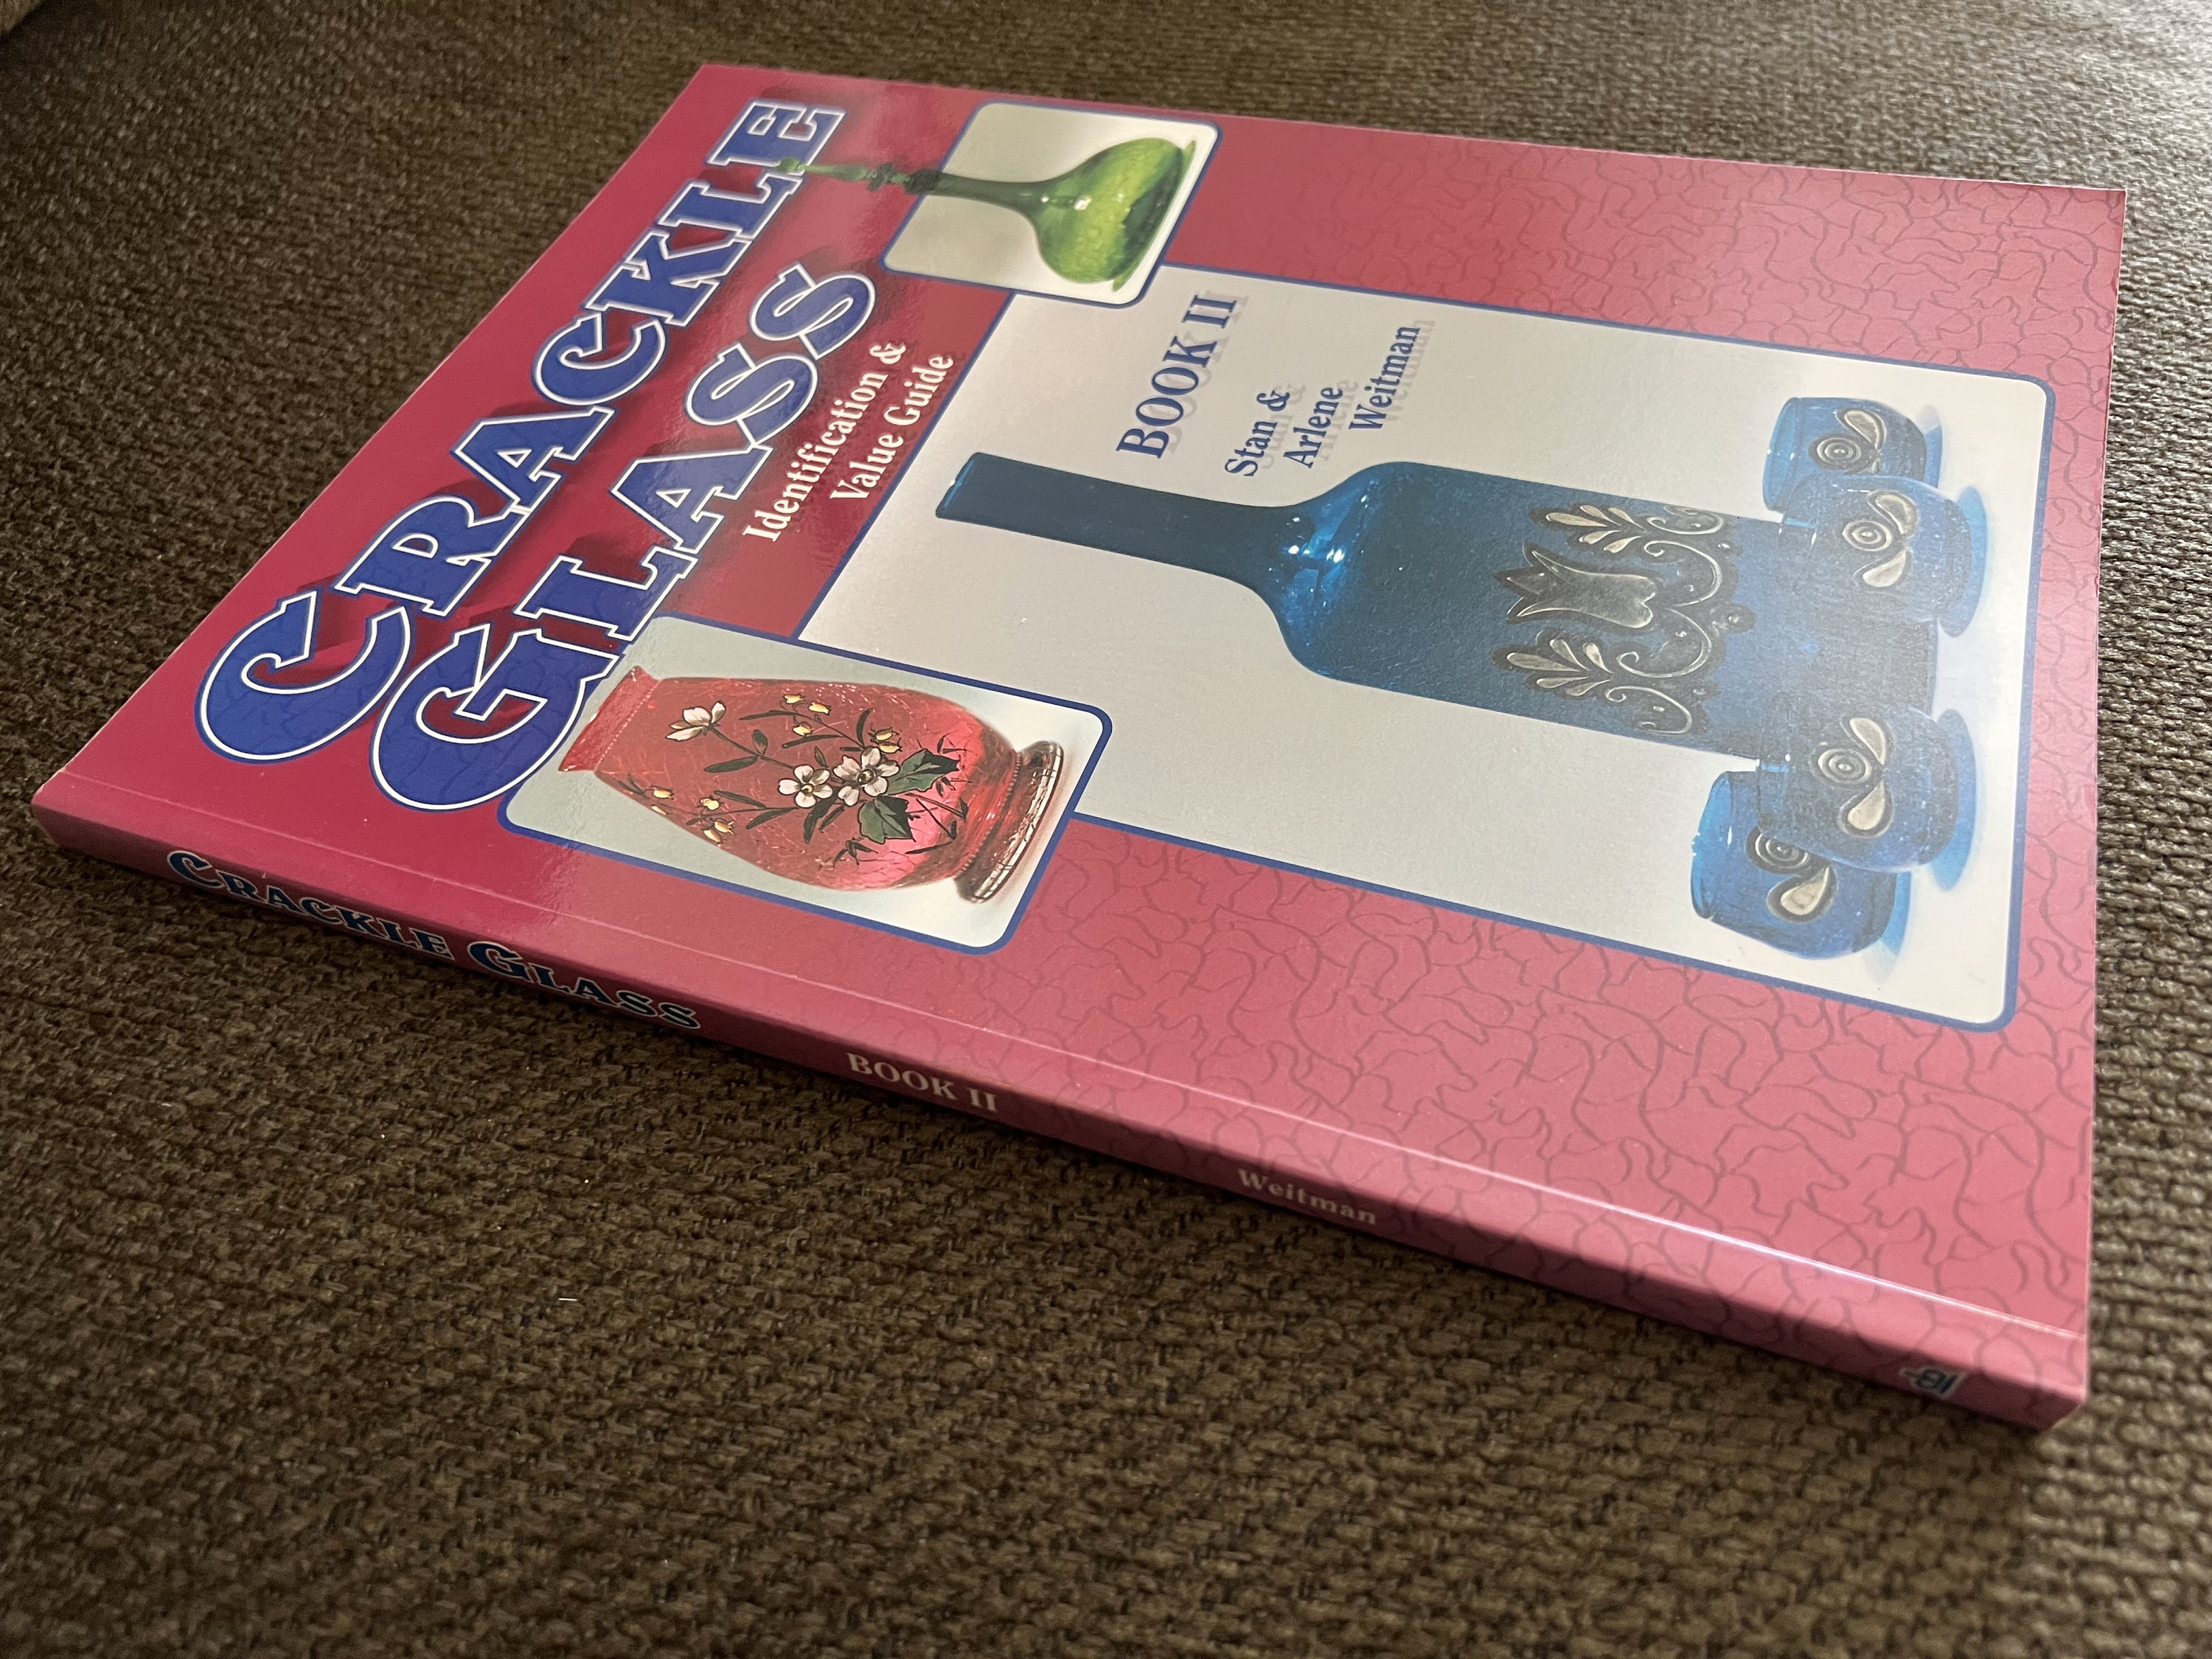 CRACKLE
GLASS
Identification &
Value Guide
BOOK II
Stan &
Arlene
Weitman
CRACKLE GLASS BOOK II Weitman